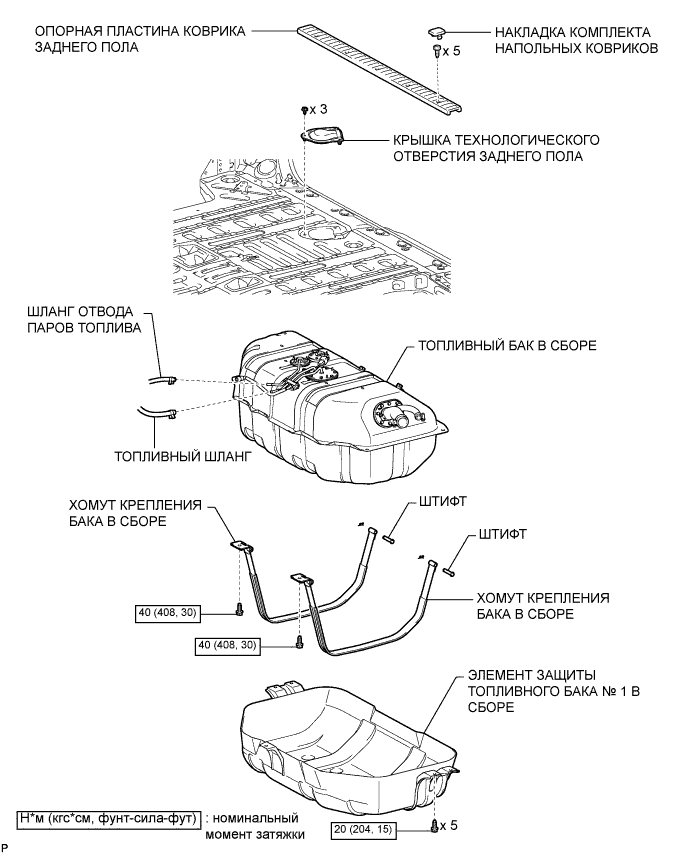 ОПОРНАЯ ПЛАСТИНА КОВРИКА
ЗАДНЕГО ПОЛА
НАКЛАДКА КОМПЛЕКТА
НАПОЛЬНЫХ КОВРИКОВ
x 5
x 3
КРЫШКА ТЕХНОЛОГИЧЕСКОГО
ОТВЕРСТИЯ ЗАДНЕГО ПОЛА
ШЛАНГ ОТВОДА
ПАРОВ ТОПЛИВА
ТОПЛИВНЫЙ БАК В СБОРЕ
ТОПЛИВНЫЙ ШЛАНГ
ХОМУТ КРЕПЛЕНИЯ
БАКА В СБОРЕ
ШТИФТ
ШТИФТ
ХОМУТ КРЕПЛЕНИЯ
БАКА В СБОРЕ
40 (408, 30)
40 (408, 30)
ЭЛЕМЕНТ ЗАЩИТЫ
ТОПЛИВНОГО БАКА № 1 В
СБОРЕ
Н*м (кгс*см, фунт-сила-фут) : номинальный
момент затяжки
20 (204, 15)
x 5
P